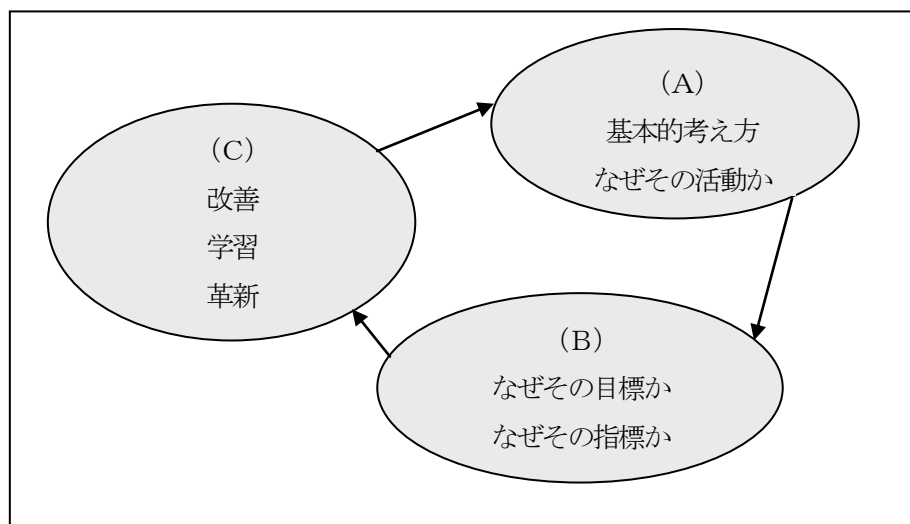 （A）
基本的考え方
なぜその活動か
（B）
なぜその目標か
なぜその指標か
（C）
改善
学習
革新